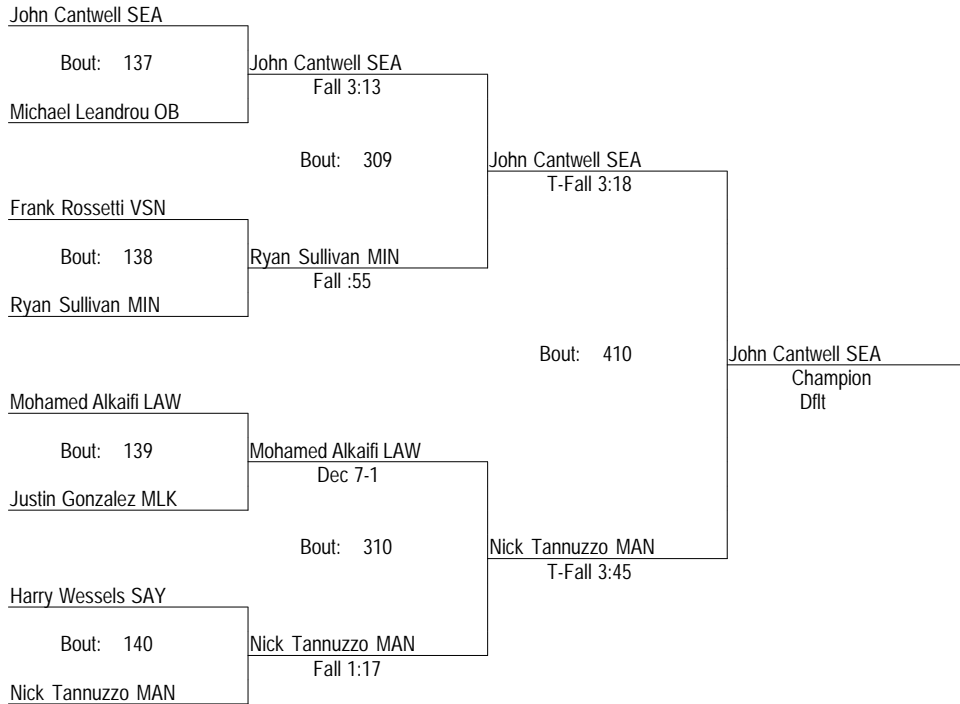 John Cantwell SEA
Bout: 137
John Cantwell SEA
Fall 3:13
Michael Leandrou OB
Bout: 309
John Cantwell SEA
T-Fall 3:18
Frank Rossetti VSN
Bout: 138
Ryan Sullivan MIN
Fall :55
Ryan Sullivan MIN
Bout: 410
John Cantwell SEA
Champion
Dflt
Mohamed Alkaifi LAW
Bout: 139
Mohamed Alkaifi LAW
Dec 7-1
Justin Gonzalez MLK
Bout: 310
Nick Tannuzzo MAN
T-Fall 3:45
Harry Wessels SAY
Bout: 140
Nick Tannuzzo MAN
Fall 1:17
Nick Tannuzzo MAN